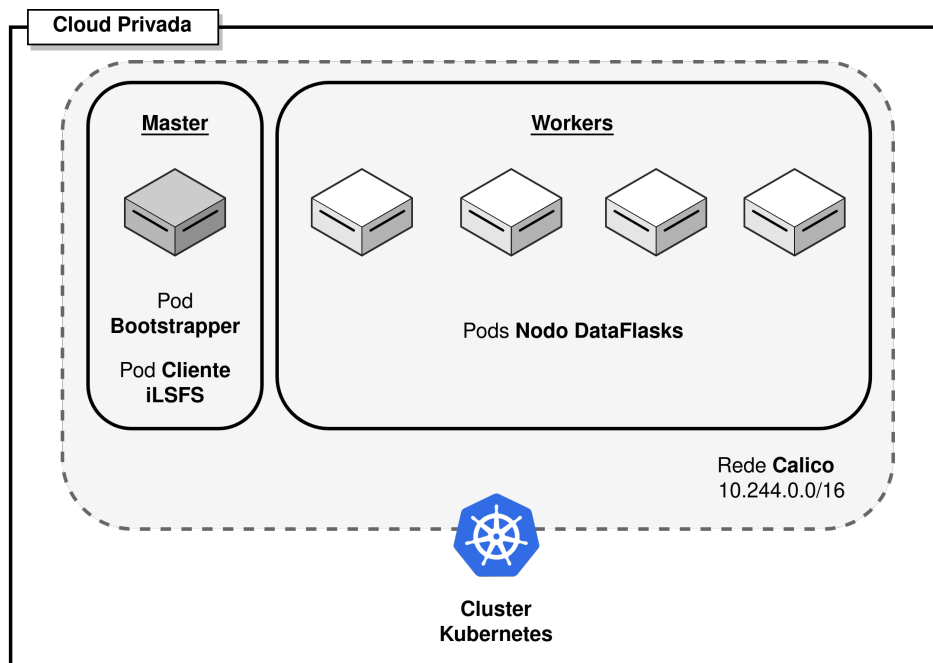 Cloud Privada
Master
Workers
Pod
Bootstrapper
Pod Cliente
iLSFS
Pods Nodo DataFlasks
Rede Calico
10.244.0.0/16
Cluster
Kubernetes